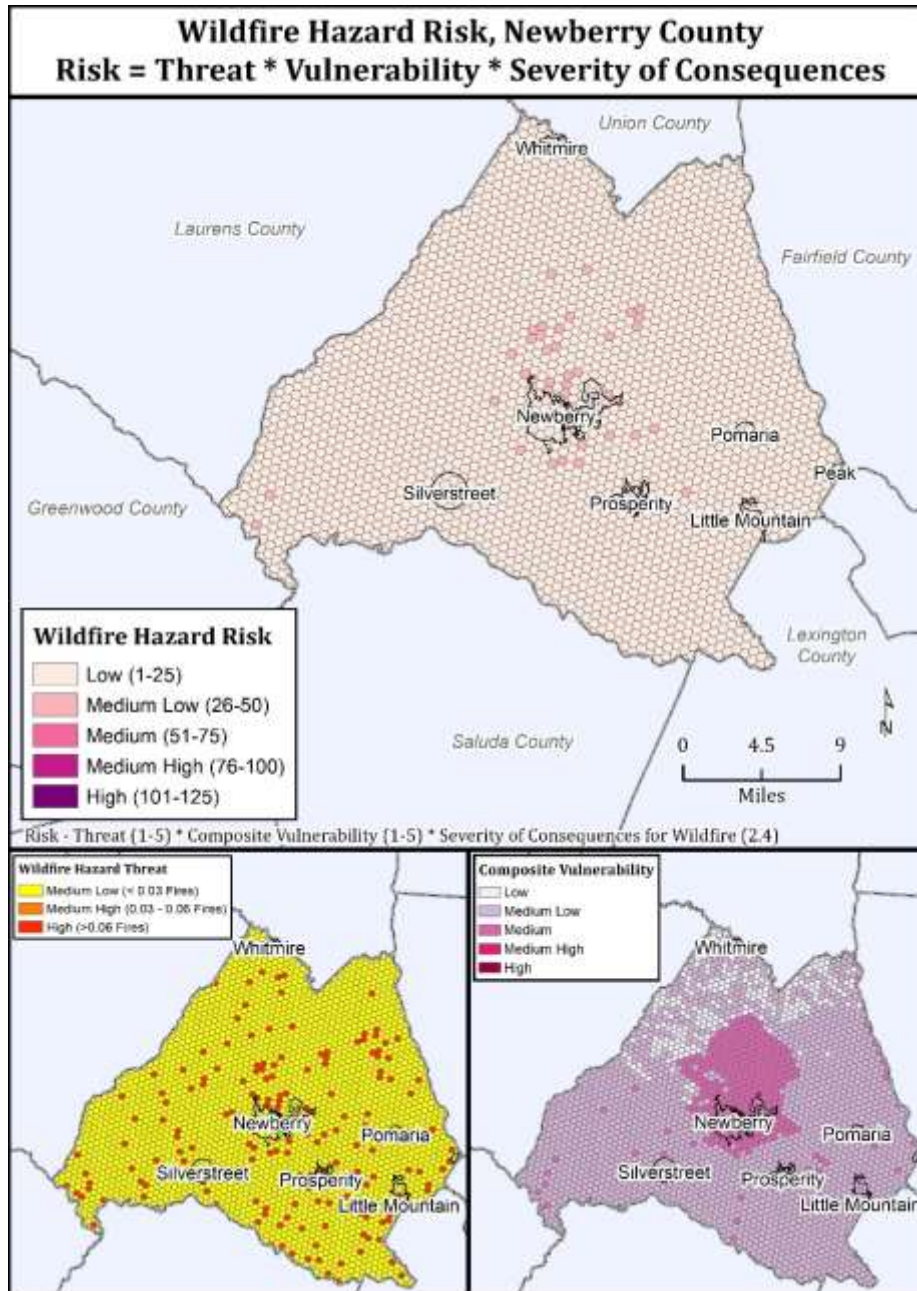 Wildfire Hazard Risk, Newberry County
Risk = Threat * Vulnerability * Severity of Consequences
Union County
Whitmire
Laurens County
Fairfield County
Newberry
Pomaria
Peak
Silverstreet
Prosperity
Greenwood County
Little Mountain
Lexington
County
Saluda County
Wildfire Hazard Risk
Low (1-25)
Medium Low (26-50)
Medium (51-75)
Medium High (76-100)
High (101-125)
N
0 4.5 9
Miles
Risk - Threat (1-5) * Composite Vulnerability (1-5) * Severity of Consequences for Wildfire (2.4)
Wildfire Hazard Threat
Medium Low (< 0.03 Fires)
Medium High (0.03 - 0.06 Fires)
High (>0.06 Fires)
Whitmire
Newberry
Pomaria
Silverstreet
Prosperity
Little Mountain
Composite Vulnerability
Low
Medium Low
Medium
Medium High
High
Whitmire
Newberry
Pomaria
Silverstreet
Prosperity
Little Mountain